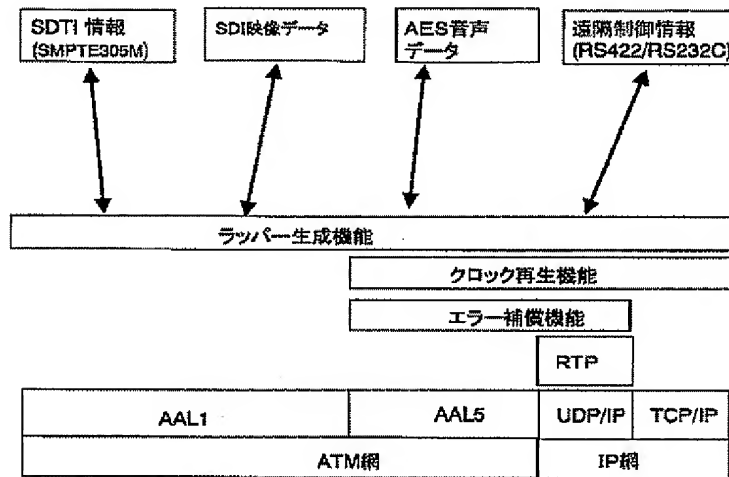 SDTI 情報
(SMPTE305M)
SDI映像データ
AES音声
データ
遠隔制御情報
(RS422/RS232C)
ラッパー生成機能
クロック再生機能
エラー補償機能
RTP
AAL1
AAL5
UDP/IP
TCP/IP
ATM網
IP網